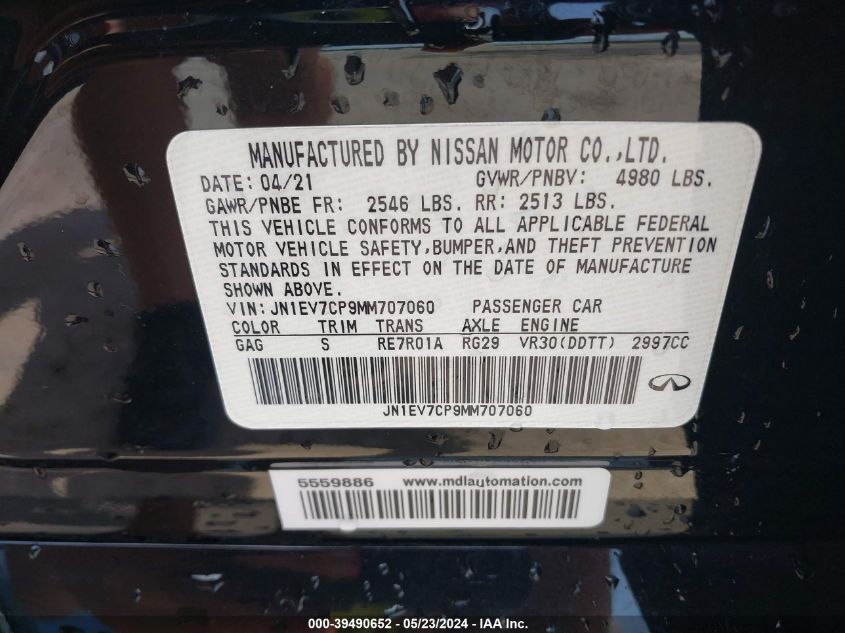 MANUFACTURED BY NISSAN MOTOR CO.,LTD.
DATE: 04/21 GVWR/PNBV: 4980 LBS.
GAWR/PNBE FR: 2546 LBS. RR: 2513 LBS.
THIS VEHICLE CONFORMS TO ALL APPLICABLE FEDERAL
MOTOR VEHICLE SAFETY,BUMPER,AND THEFT PREVENTION
STANDARDS IN EFFECT ON THE DATE OF MANUFACTURE
SHOWN ABOVE.
VIN:JN1EV7CP9MM707060 PASSENGER CAR
COLOR TRIM TRANS AXLE ENGINE
GAG S RE7R01A RG29 VR30(DDTT) 2997CC
JN1EV7CP9MM707060
5559886 www.mdlautomation.com
000-39490652 - 05/23/2024 - IAA Inc.